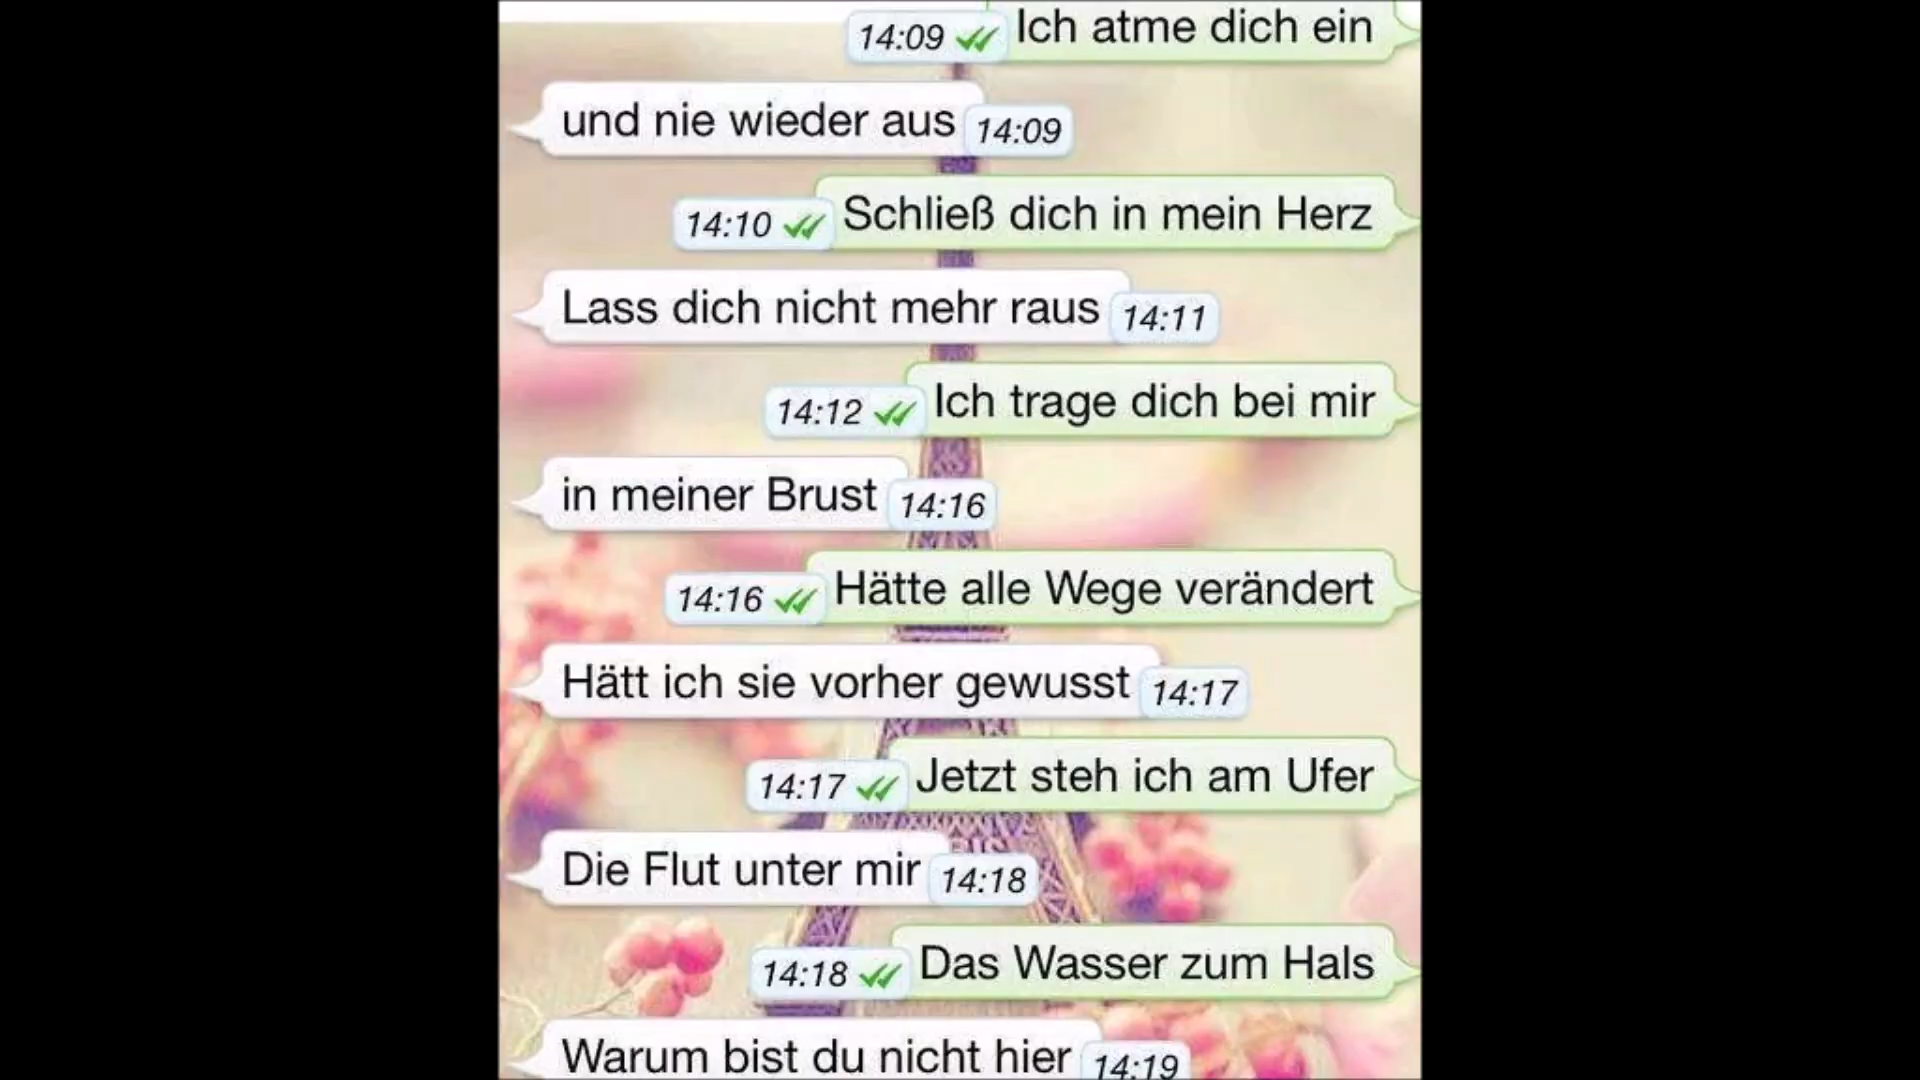 14:09 Ich atme dich ein
und nie wieder aus 14:09
14:10 Schließ dich in mein Herz
Lass dich nicht mehr raus 14:11
14:12 Ich trage dich bei mir
in meiner Brust 14:16
14:16 Hätte alle Wege verändert
Hätt ich sie vorher gewusst 14:17
14:17 Jetzt steh ich am Ufer
Die Flut unter mir 14:18
14:18 Das Wasser zum Hals
Warum bist du nicht hier 14:19